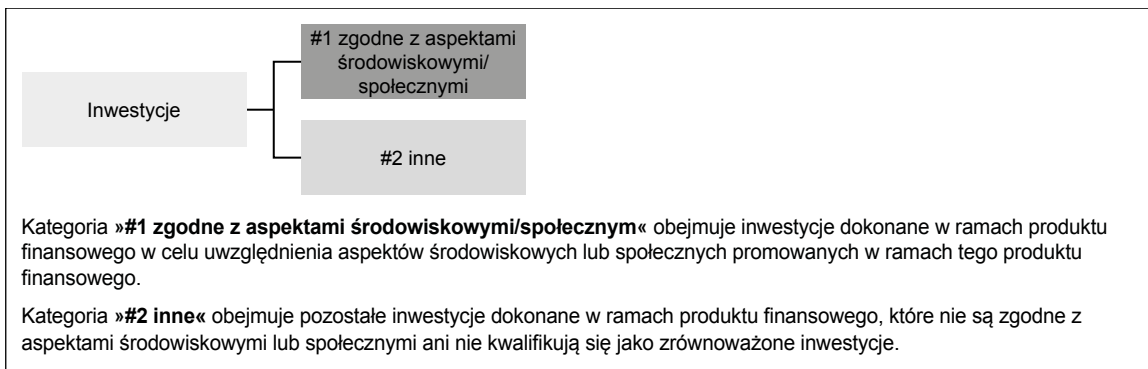 #1 zgodne z aspektami
środowiskowymi/
społecznymi
Inwestycje
#2 inne
Kategoria »#1 zgodne z aspektami środowiskowymi/społecznym« obejmuje inwestycje dokonane w ramach produktu
finansowego w celu uwzględnienia aspektów środowiskowych lub społecznych promowanych w ramach tego produktu
finansowego.
Kategoria »#2 inne« obejmuje pozostałe inwestycje dokonane w ramach produktu finansowego, które nie są zgodne z
aspektami środowiskowymi lub społecznymi ani nie kwalifikują się jako zrównoważone inwestycje.